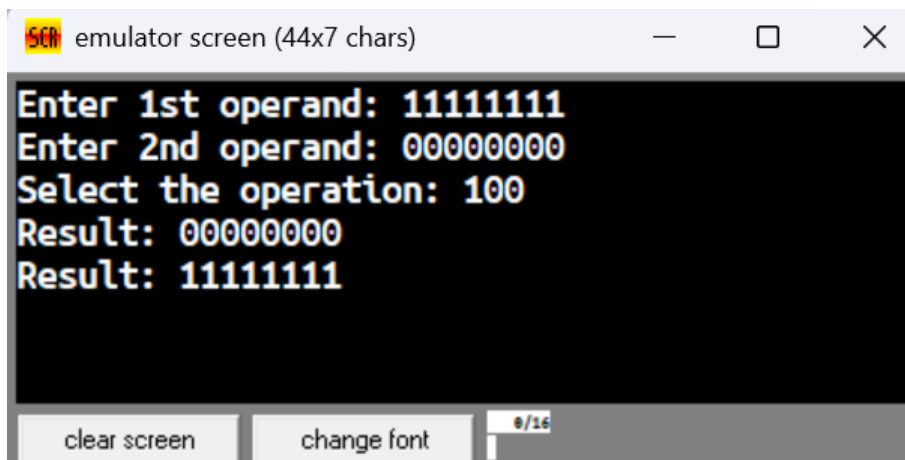 SCR emulator screen (44x7 chars)
Enter 1st operand: 11111111
Enter 2nd operand: 00000000
Select the operation: 100
Result: 00000000
Result: 11111111
clear screen change font 0/16